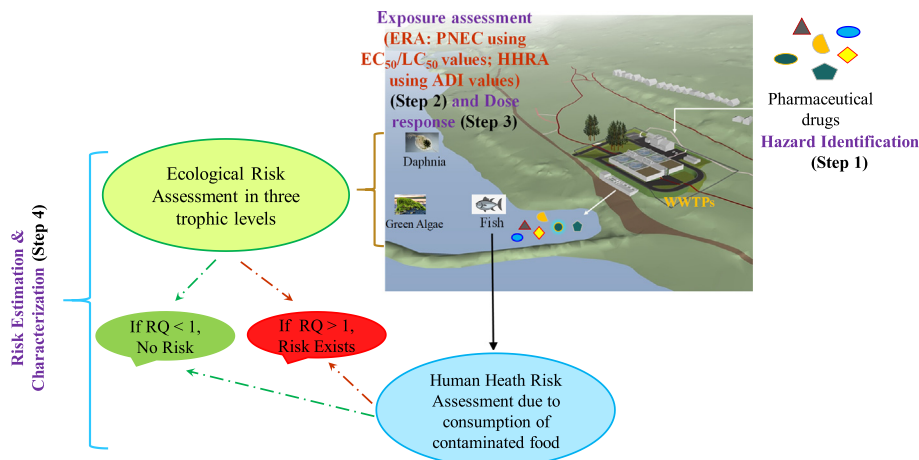 Exposure assessment
(ERA: PNEC using
EC50/LC50 values; HHRA
using ADI values)
(Step 2) and Dose
response (Step 3)
Pharmaceutical
drugs
Hazard Identification
(Step 1)
Daphnia
Green Algae
Fish
WWTPs
Ecological Risk
Assessment in three
trophic levels
Risk Estimation &
Characterization (Step 4)
If RQ < 1,
No Risk
If RQ > 1,
Risk Exists
Human Heath Risk
Assessment due to
consumption of
contaminated food